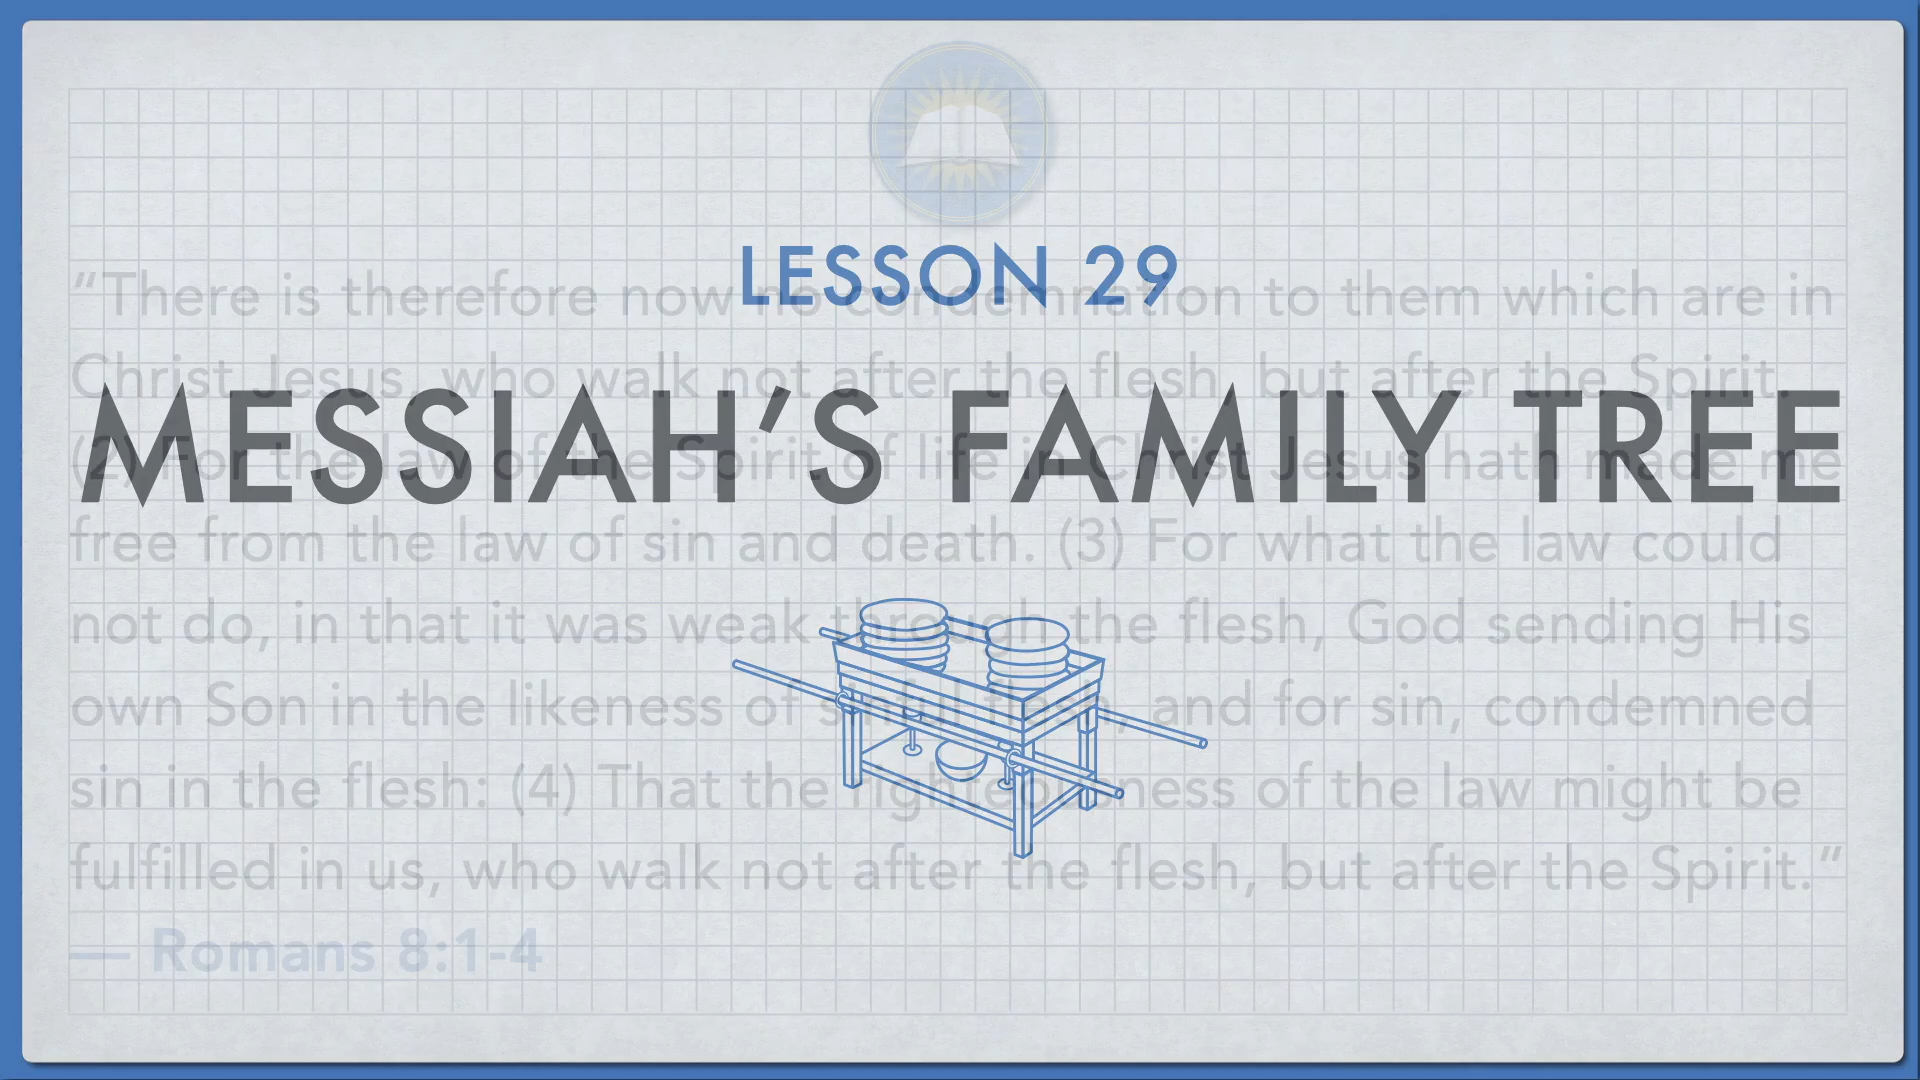 LESSON 29
MESSIAH’S FAMILY TREE
“There is therefore now no condemnation to them which are in
Christ Jesus, who walk not after the flesh, but after the Spirit.
(2) For the law of the Spirit of life in Christ Jesus hath made me
free from the law of sin and death. (3) For what the law could
not do, in that it was weak through the flesh, God sending His
own Son in the likeness of sinful flesh, and for sin, condemned
sin in the flesh: (4) That the righteousness of the law might be
fulfilled in us, who walk not after the flesh, but after the Spirit.”
— Romans 8:1-4